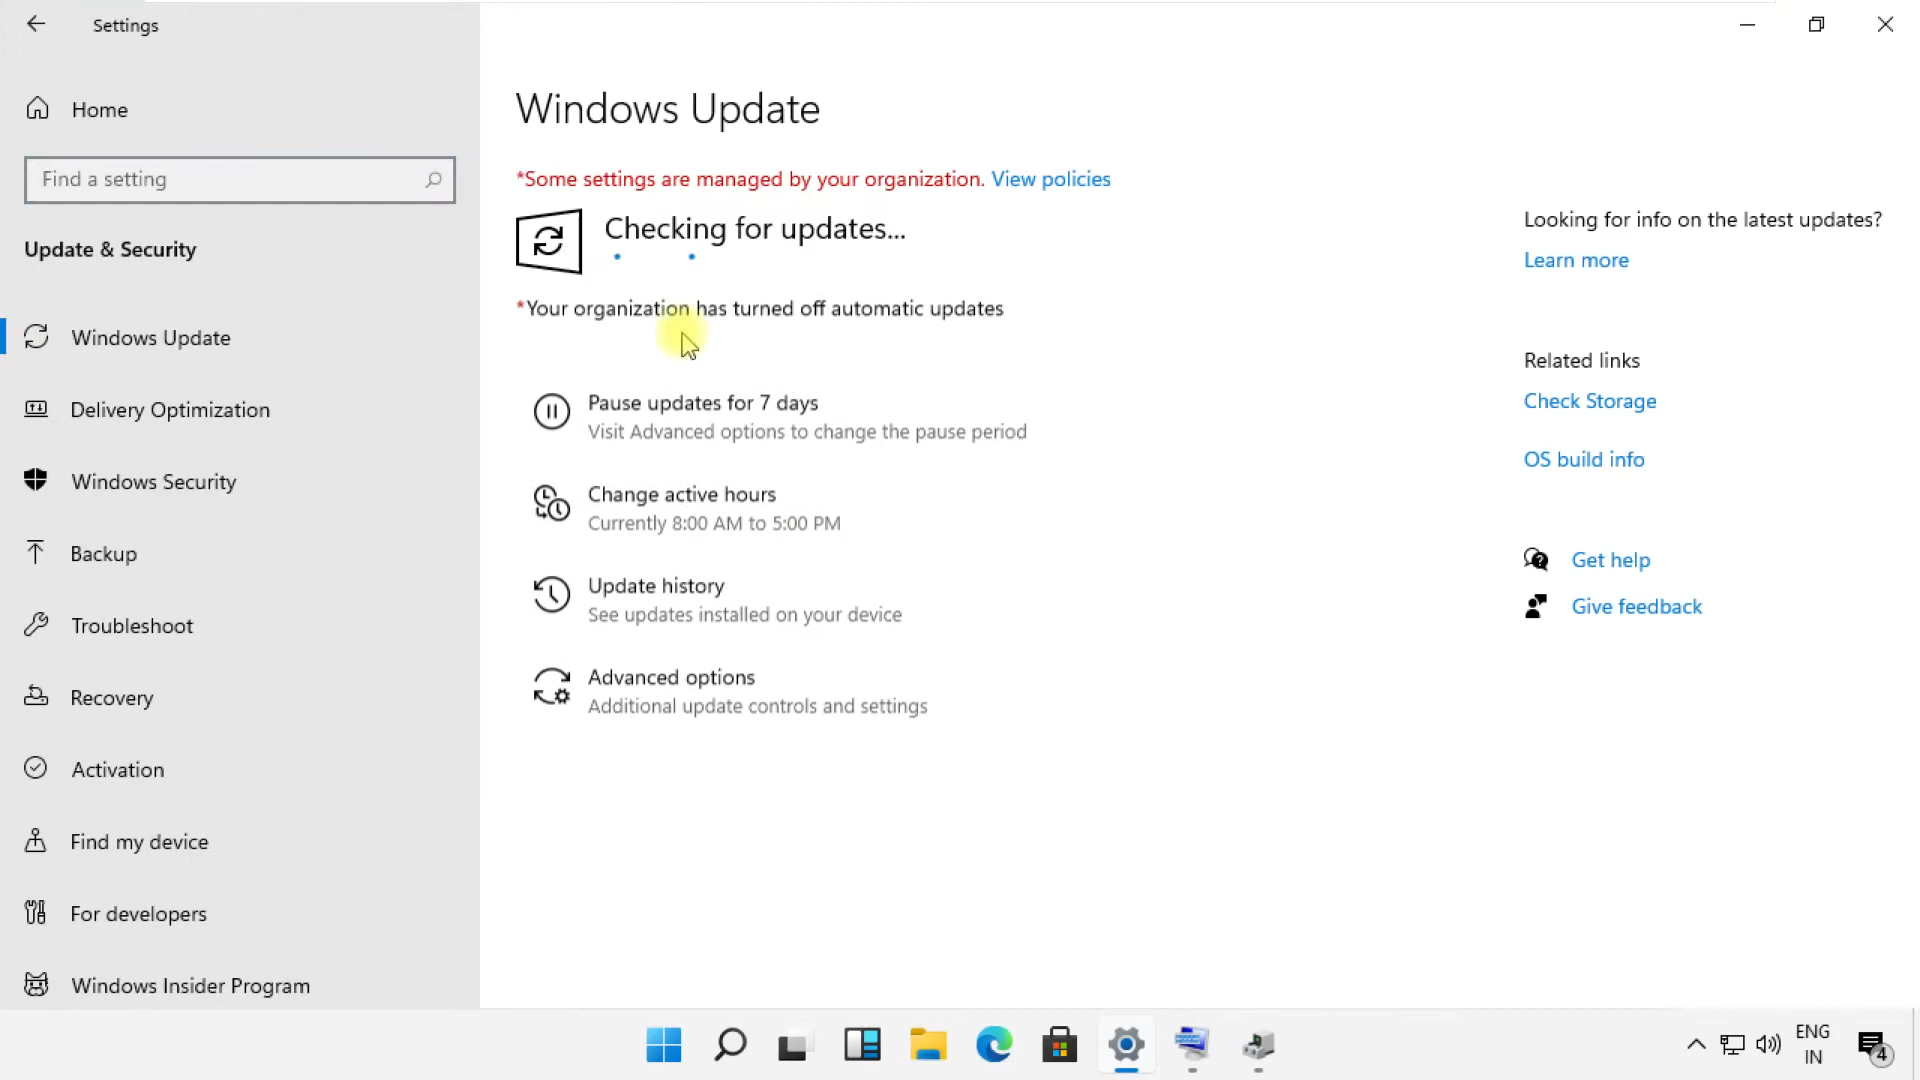 Settings
Home
Find a setting
Update & Security
Windows Update
Delivery Optimization
Windows Security
Backup
Troubleshoot
Recovery
Activation
Find my device
For developers
Windows Insider Program
Windows Update
*Some settings are managed by your organization. View policies
Checking for updates...
*Your organization has turned off automatic updates
Pause updates for 7 days
Visit Advanced options to change the pause period
Change active hours
Currently 8:00 AM to 5:00 PM
Update history
See updates installed on your device
Advanced options
Additional update controls and settings
Looking for info on the latest updates?
Learn more
Related links
Check Storage
OS build info
Get help
Give feedback
ENG
IN
4